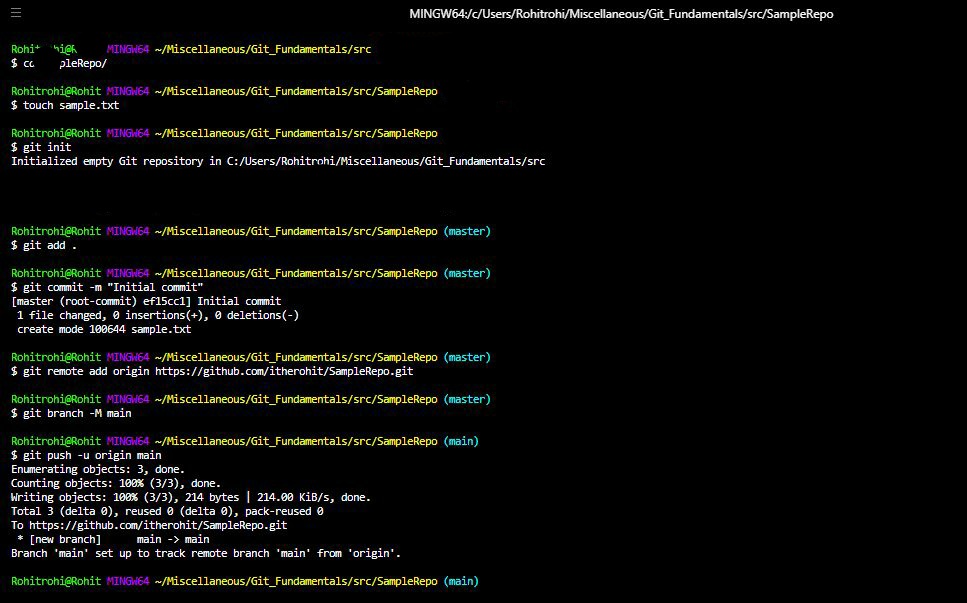 MINGW64:/c/Users/Rohitrohi/Miscellaneous/Git_Fundamentals/src/SampleRepo
MINGW64 ~/Miscellaneous/Git_Fundamentals/src
$
Rohitrohi@Rohit MINGW64 ~/Miscellaneous/Git_Fundamentals/src/SampleRepo
$ touch sample.txt
Rohitrohi@Rohit MINGW64 ~/Miscellaneous/Git_Fundamentals/src/SampleRepo
$ git init
Initialized empty Git repository in C:/Users/Rohitrohi/Miscellaneous/Git_Fundamentals/src
Rohitrohi@Rohit MINGW64 ~/Miscellaneous/Git_Fundamentals/src/SampleRepo (master)
$ git add .
Rohitrohi@Rohit MINGW64 ~/Miscellaneous/Git_Fundamentals/src/SampleRepo (master)
$ git commit -m "Initial commit"
[master (root-commit) ef15cc1] Initial commit
1 file changed, 0 insertions(+), 0 deletions(-)
create mode 100644 sample.txt
Rohitrohi@Rohit MINGW64 ~/Miscellaneous/Git_Fundamentals/src/SampleRepo (master)
$ git remote add origin https://github.com/itherohit/SampleRepo.git
Rohitrohi@Rohit MINGW64 ~/Miscellaneous/Git_Fundamentals/src/SampleRepo (master)
$ git branch -M main
Rohitrohi@Rohit MINGW64 ~/Miscellaneous/Git_Fundamentals/src/SampleRepo (main)
$ git push -u origin main
Enumerating objects: 3, done.
Counting objects: 100% (3/3), done.
Writing objects: 100% (3/3), 214 bytes | 214.00 KiB/s, done.
Total 3 (delta 0), reused 0 (delta 0), pack-reused 0
To https://github.com/itherohit/SampleRepo.git
* [new branch] main -> main
Branch 'main' set up to track remote branch 'main' from 'origin'.
Rohitrohi@Rohit MINGW64 ~/Miscellaneous/Git_Fundamentals/src/SampleRepo (main)